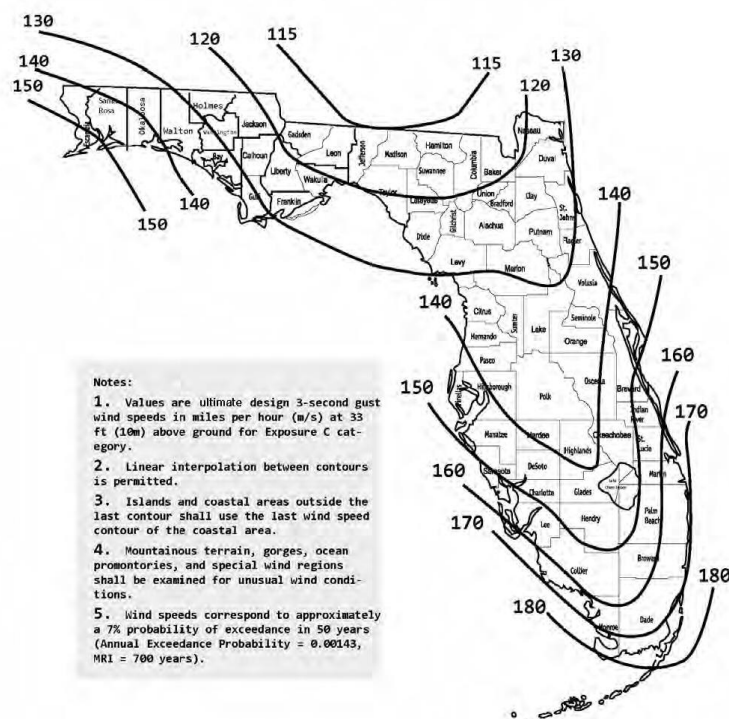 130
120
115
115
130
120
140
150
Santa
Rosa
Okaloosa
Holmes
Walton
Washington
Jackson
Bay
Calhoun
Gulf
Liberty
Gadsden
Leon
Wakulla
Franklin
Jefferson
Madison
Hamilton
Taylor
Suwannee
Lafayette
Columbia
Baker
Nassau
Duval
Union
Bradford
Clay
St.
Johns
Gilchrist
Dixie
Alachua
Putnam
Flagler
Levy
Marion
140
150
150
140
140
Volusia
Citrus
Sumter
Lake
Seminole
Hernando
Orange
Pasco
Osceola
Brevard
160
150
Hillsborough
Polk
Indian
River
170
Manatee
Hardee
Highlands
Okeechobee
St.
Lucie
Sarasota
DeSoto
Martin
160
Charlotte
Glades
170
Lee
Hendry
Palm
Beach
Collier
Broward
180
Monroe
Dade
180
Notes:
1. Values are ultimate design 3-second gust
wind speeds in miles per hour (m/s) at 33
ft (10m) above ground for Exposure C cat-
egory.
2. Linear interpolation between contours
is permitted.
3. Islands and coastal areas outside the
last contour shall use the last wind speed
contour of the coastal area.
4. Mountainous terrain, gorges, ocean
promontories, and special wind regions
shall be examined for unusual wind condi-
tions.
5. Wind speeds correspond to approximately
a 7% probability of exceedance in 50 years
(Annual Exceedance Probability = 0.00143,
MRI = 700 years).